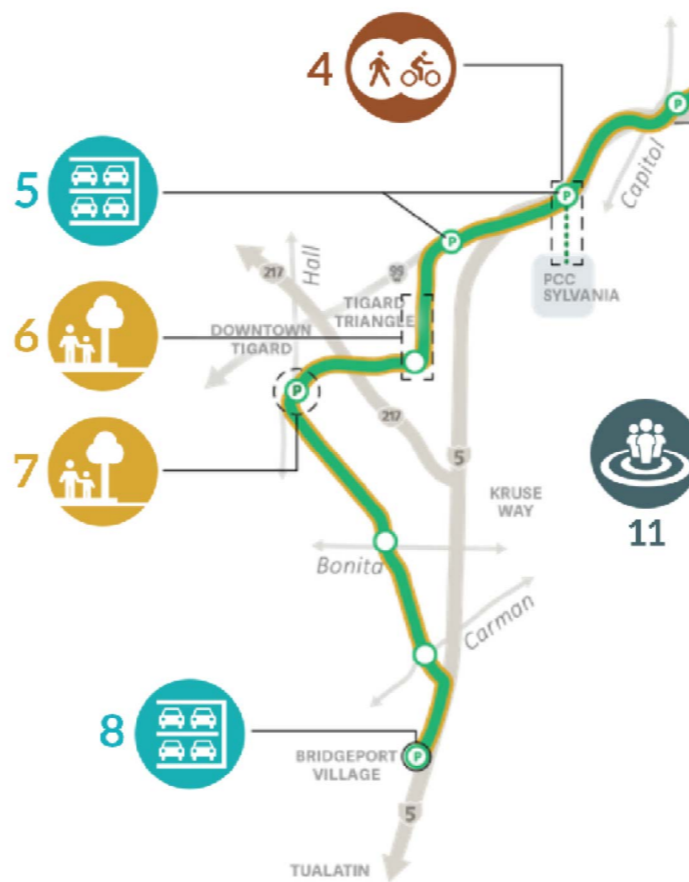 4
P
Capitol
5
P
P
PCC
SYLVANIA
Hall
217
99
W
TIGARD
TRIANGLE
6
DOWNTOWN
TIGARD
P
217
7
5
KRUSE
WAY
11
Bonita
Carman
8
BRIDGEPORT
VILLAGE
P
5
TUALATIN